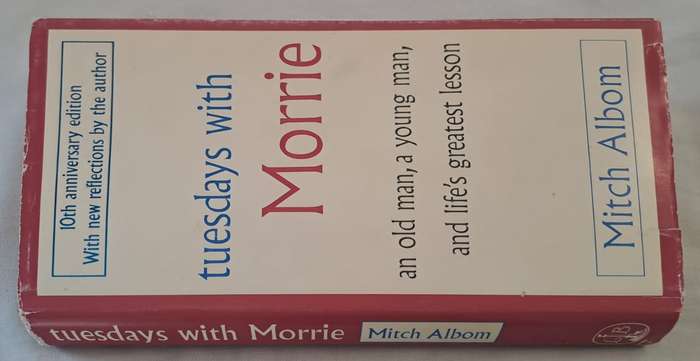 10th anniversary edition
With new reflections by the author
tuesdays with
Morrie
an old man, a young man,
and life's greatest lesson
Mitch Albom
tuesdays with Morrie Mitch Albom